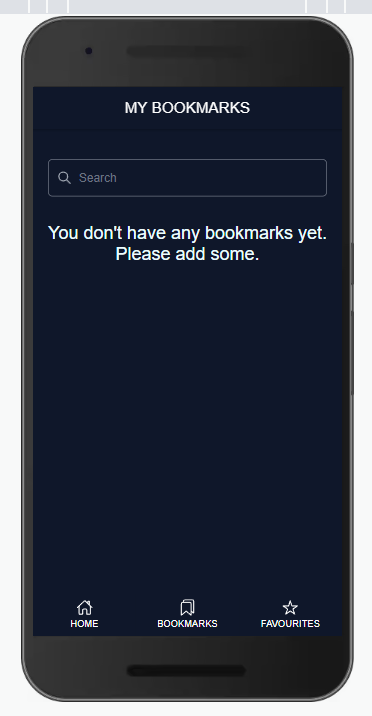 MY BOOKMARKS
Search
You don't have any bookmarks yet.
Please add some.
HOME
BOOKMARKS
FAVOURITES